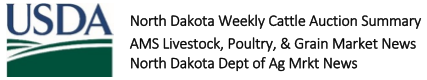 USDA
North Dakota Weekly Cattle Auction Summary
AMS Livestock, Poultry, & Grain Market News
North Dakota Dept of Ag Mrkt News